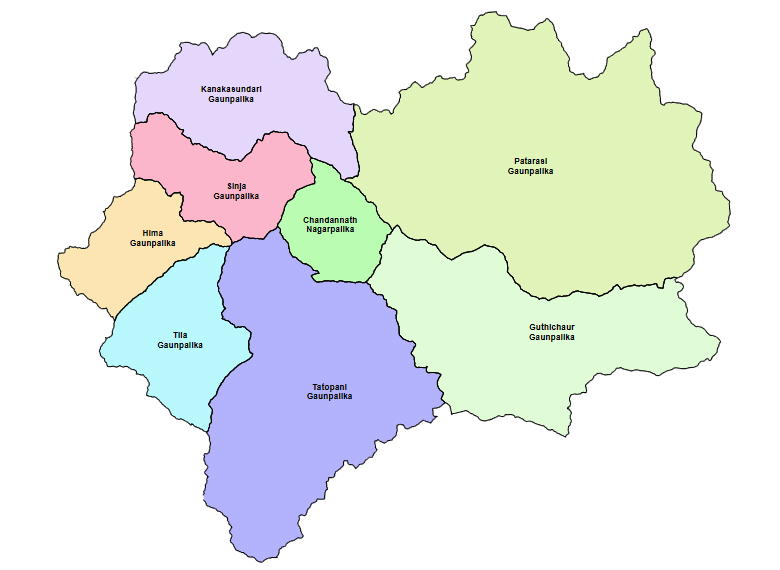 Kanakasundari
Gaunpalika
Patarasi
Gaunpalika
Sinja
Gaunpalika
Chandannath
Nagarpalika
Hima
Gaunpalika
Guthichaur
Gaunpalika
Tila
Gaunpalika
Tatopani
Gaunpalika